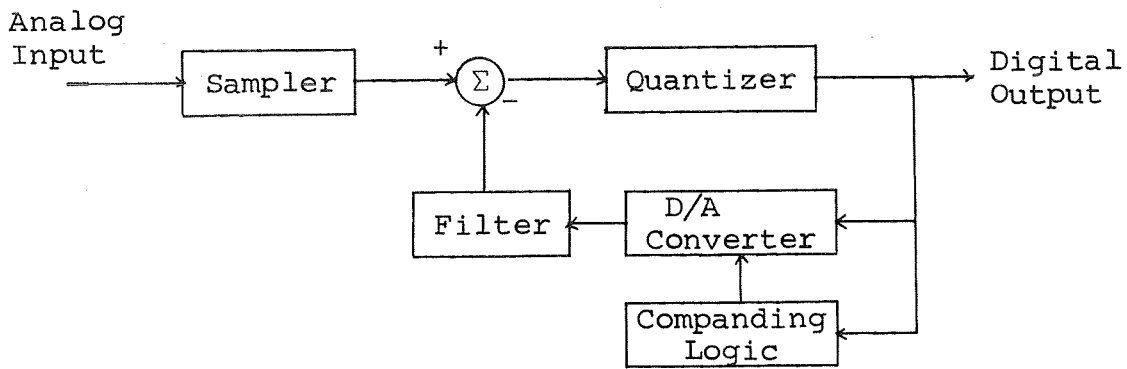 Analog
Input
+
Sampler
Σ
−
Quantizer
Digital
Output
Filter
D/A
Converter
Companding
Logic